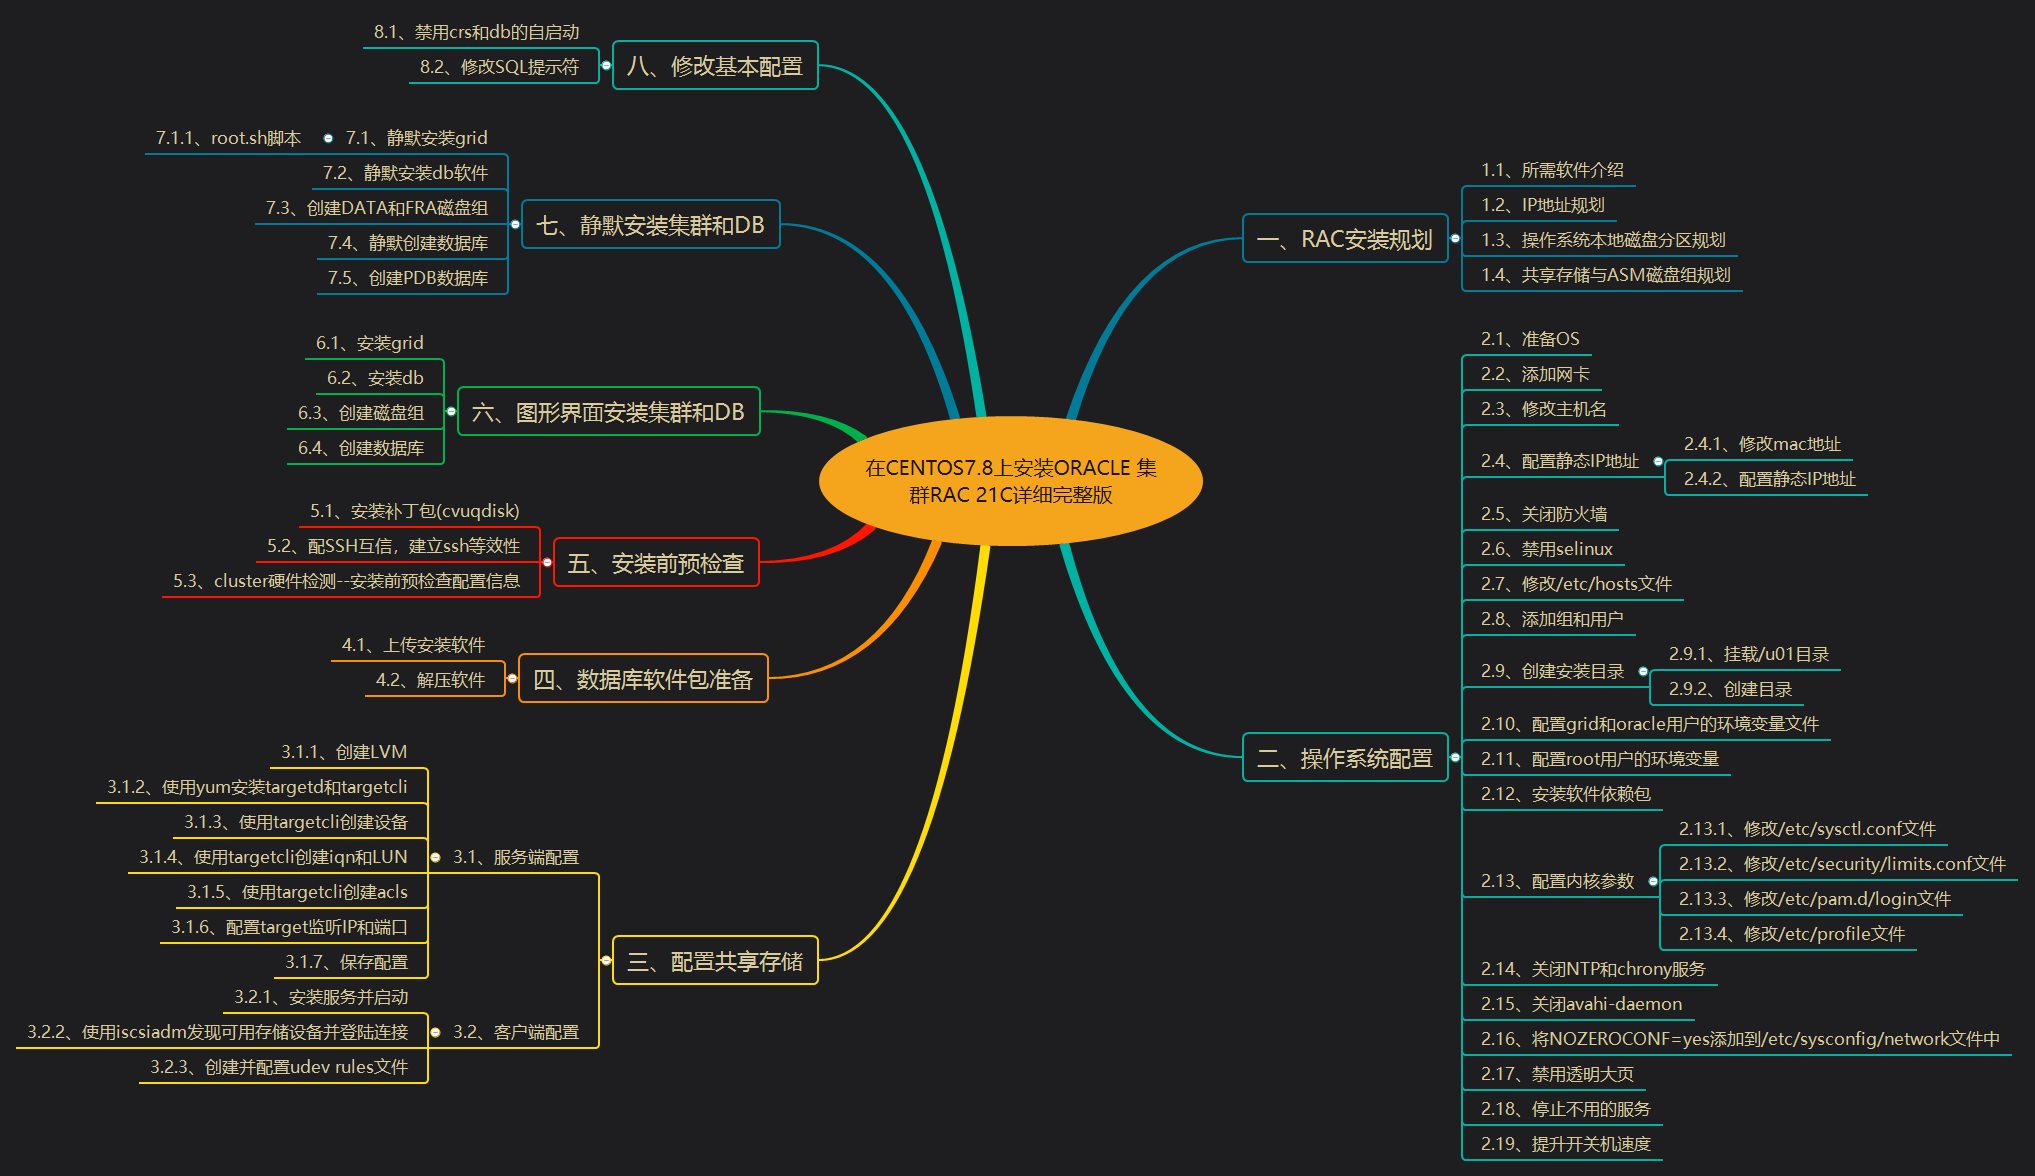 在CENTOS7.8上安装ORACLE 集
群RAC 21C详细完整版
一、RAC安装规划
1.1、所需软件介绍
1.2、IP地址规划
1.3、操作系统本地磁盘分区规划
1.4、共享存储与ASM磁盘组规划
二、操作系统配置
2.1、准备OS
2.2、添加网卡
2.3、修改主机名
2.4、配置静态IP地址
2.4.1、修改mac地址
2.4.2、配置静态IP地址
2.5、关闭防火墙
2.6、禁用selinux
2.7、修改/etc/hosts文件
2.8、添加组和用户
2.9、创建安装目录
2.9.1、挂载/u01目录
2.9.2、创建目录
2.10、配置grid和oracle用户的环境变量文件
2.11、配置root用户的环境变量
2.12、安装软件依赖包
2.13、配置内核参数
2.13.1、修改/etc/sysctl.conf文件
2.13.2、修改/etc/security/limits.conf文件
2.13.3、修改/etc/pam.d/login文件
2.13.4、修改/etc/profile文件
2.14、关闭NTP和chrony服务
2.15、关闭avahi-daemon
2.16、将NOZEROCONF=yes添加到/etc/sysconfig/network文件中
2.17、禁用透明大页
2.18、停止不用的服务
2.19、提升开关机速度
三、配置共享存储
3.1、服务端配置
3.1.1、创建LVM
3.1.2、使用yum安装targetd和targetcli
3.1.3、使用targetcli创建设备
3.1.4、使用targetcli创建iqn和LUN
3.1.5、使用targetcli创建acls
3.1.6、配置target监听IP和端口
3.1.7、保存配置
3.2、客户端配置
3.2.1、安装服务并启动
3.2.2、使用iscsiadm发现可用存储设备并登陆连接
3.2.3、创建并配置udev rules文件
四、数据库软件包准备
4.1、上传安装软件
4.2、解压软件
五、安装前预检查
5.1、安装补丁包(cvuqdisk)
5.2、配SSH互信，建立ssh等效性
5.3、cluster硬件检测--安装前预检查配置信息
六、图形界面安装集群和DB
6.1、安装grid
6.2、安装db
6.3、创建磁盘组
6.4、创建数据库
七、静默安装集群和DB
7.1、静默安装grid
7.1.1、root.sh脚本
7.2、静默安装db软件
7.3、创建DATA和FRA磁盘组
7.4、静默创建数据库
7.5、创建PDB数据库
八、修改基本配置
8.1、禁用crs和db的自启动
8.2、修改SQL提示符